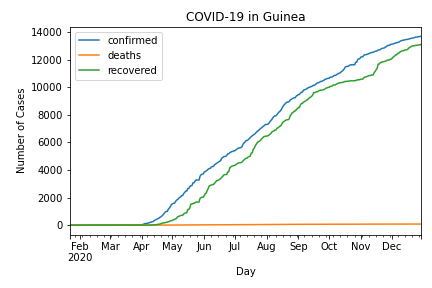 COVID-19 in Guinea
14000
12000
10000
8000
6000
4000
2000
0
Number of Cases
confirmed
deaths
recovered
Feb Mar Apr May Jun Jul Aug Sep Oct Nov Dec
2020
Day